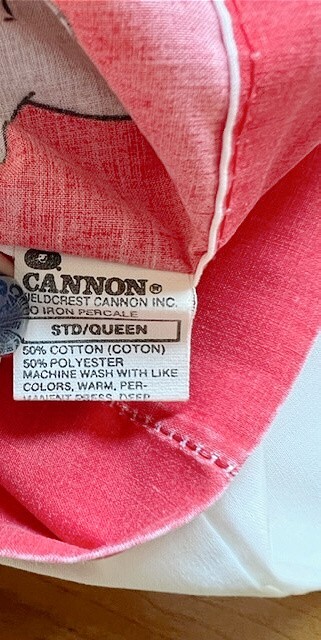 CANNON®
IELDCREST CANNON INC.
O IRON PERCALE
STD/QUEEN
50% COTTON (COTON)
50% POLYESTER
MACHINE WASH WITH LIKE
COLORS, WARM, PER-
MANENT PRESS, DEEP